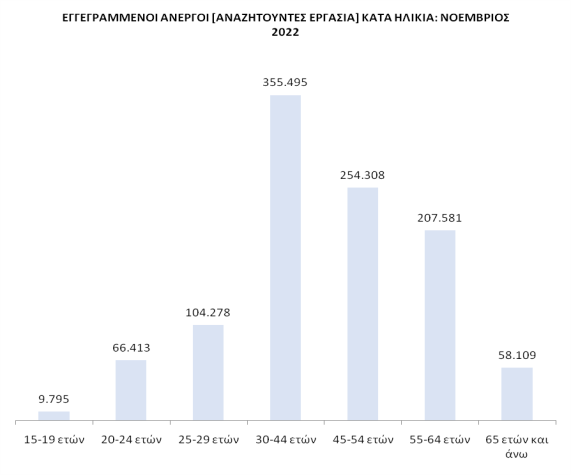 ΕΓΓΕΓΡΑΜΜΕΝΟΙ ΑΝΕΡΓΟΙ [ΑΝΑΖΗΤΟΥΝΤΕΣ ΕΡΓΑΣΙΑ] ΚΑΤΑ ΗΛΙΚΙΑ: ΝΟΕΜΒΡΙΟΣ
2022
355.495
254.308
207.581
104.278
66.413
58.109
9.795
15-19 ετών 20-24 ετών 25-29 ετών 30-44 ετών 45-54 ετών 55-64 ετών 65 ετών και
άνω